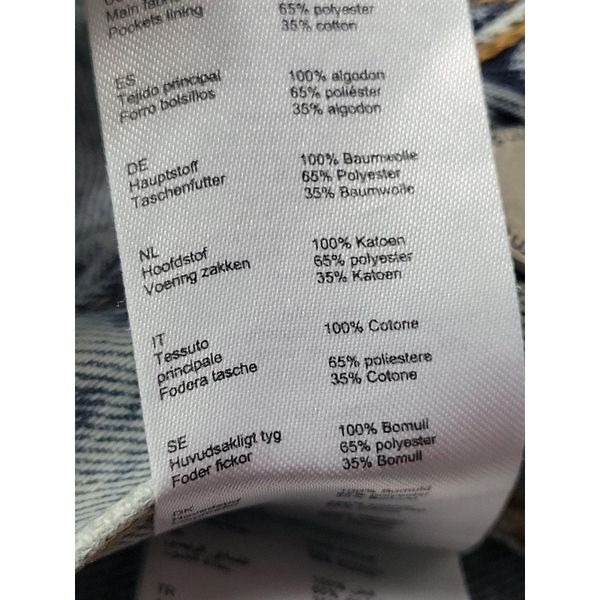 Main
Pockets lining
65% polyester
35% cotton
ES
Tejido principal
Forro bolsillos
100% algodon
65% poliéster
35% algodon
DE
Hauptstoff
Taschenfutter
100% Baumwolle
65% Polyester
35% Baumwolle
NL
Hoofdstof
Voering zakken
100% Katoen
65% polyester
35% Katoen
IT
Tessuto
principale
Fodera tasche
100% Cotone
65% poliestere
35% Cotone
SE
Huvudsakligt tyg
Foder fickor
100% Bomull
65% polyester
35% Bomull
DK
TR